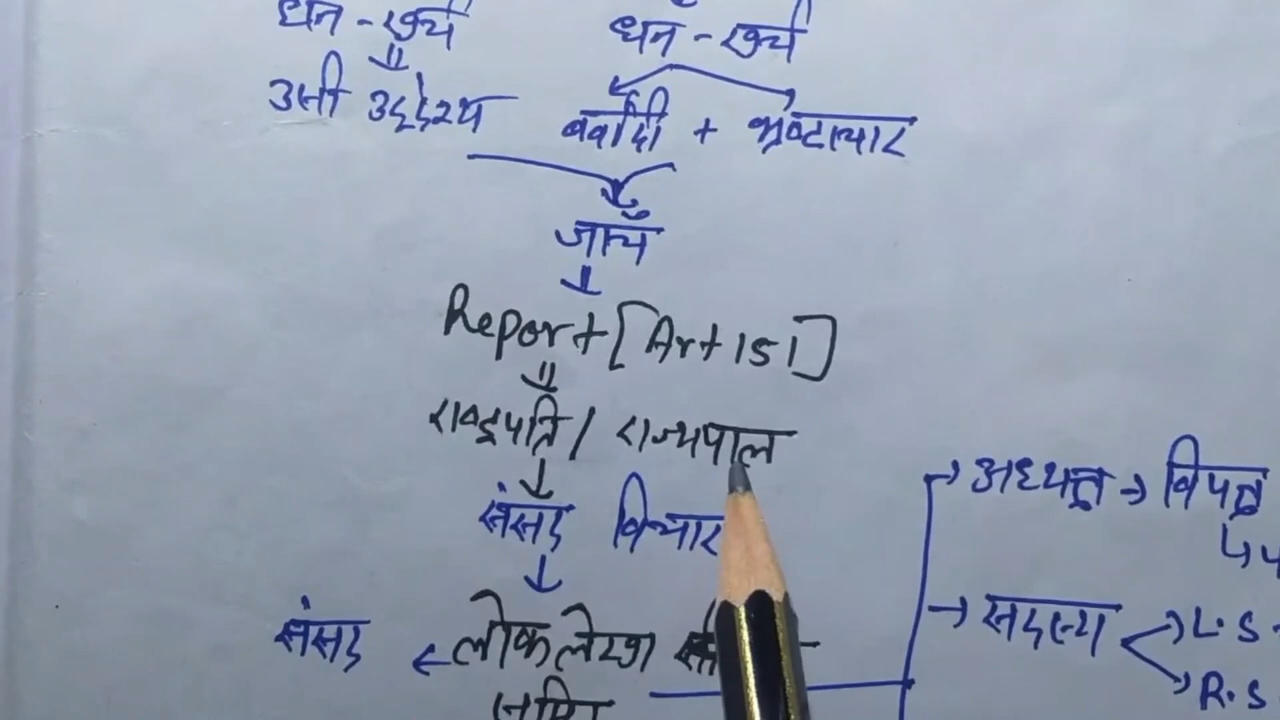 धन - खर्च धन - खर्च
उसी उद्देश्य बर्बादी + भ्रष्टाचार
जाचँ
Report [Art 151]
राष्ट्रपति / राज्यपाल
संसद विचार
अध्यक्ष → विपक्ष
संसद ← लोक लेखा
समिति
सदस्य L.S
R.S